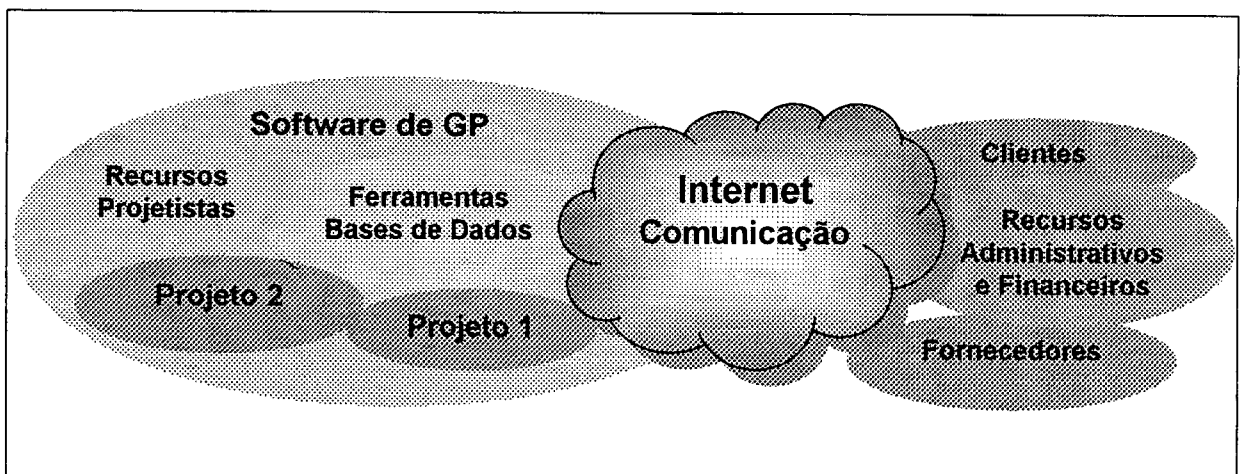 Software de GP
Recursos
Projetistas
Ferramentas
Bases de Dados
Projeto 2
Projeto 1
Internet
Comunicação
Clientes
Recursos
Administrativos
e Financeiros
Fornecedores